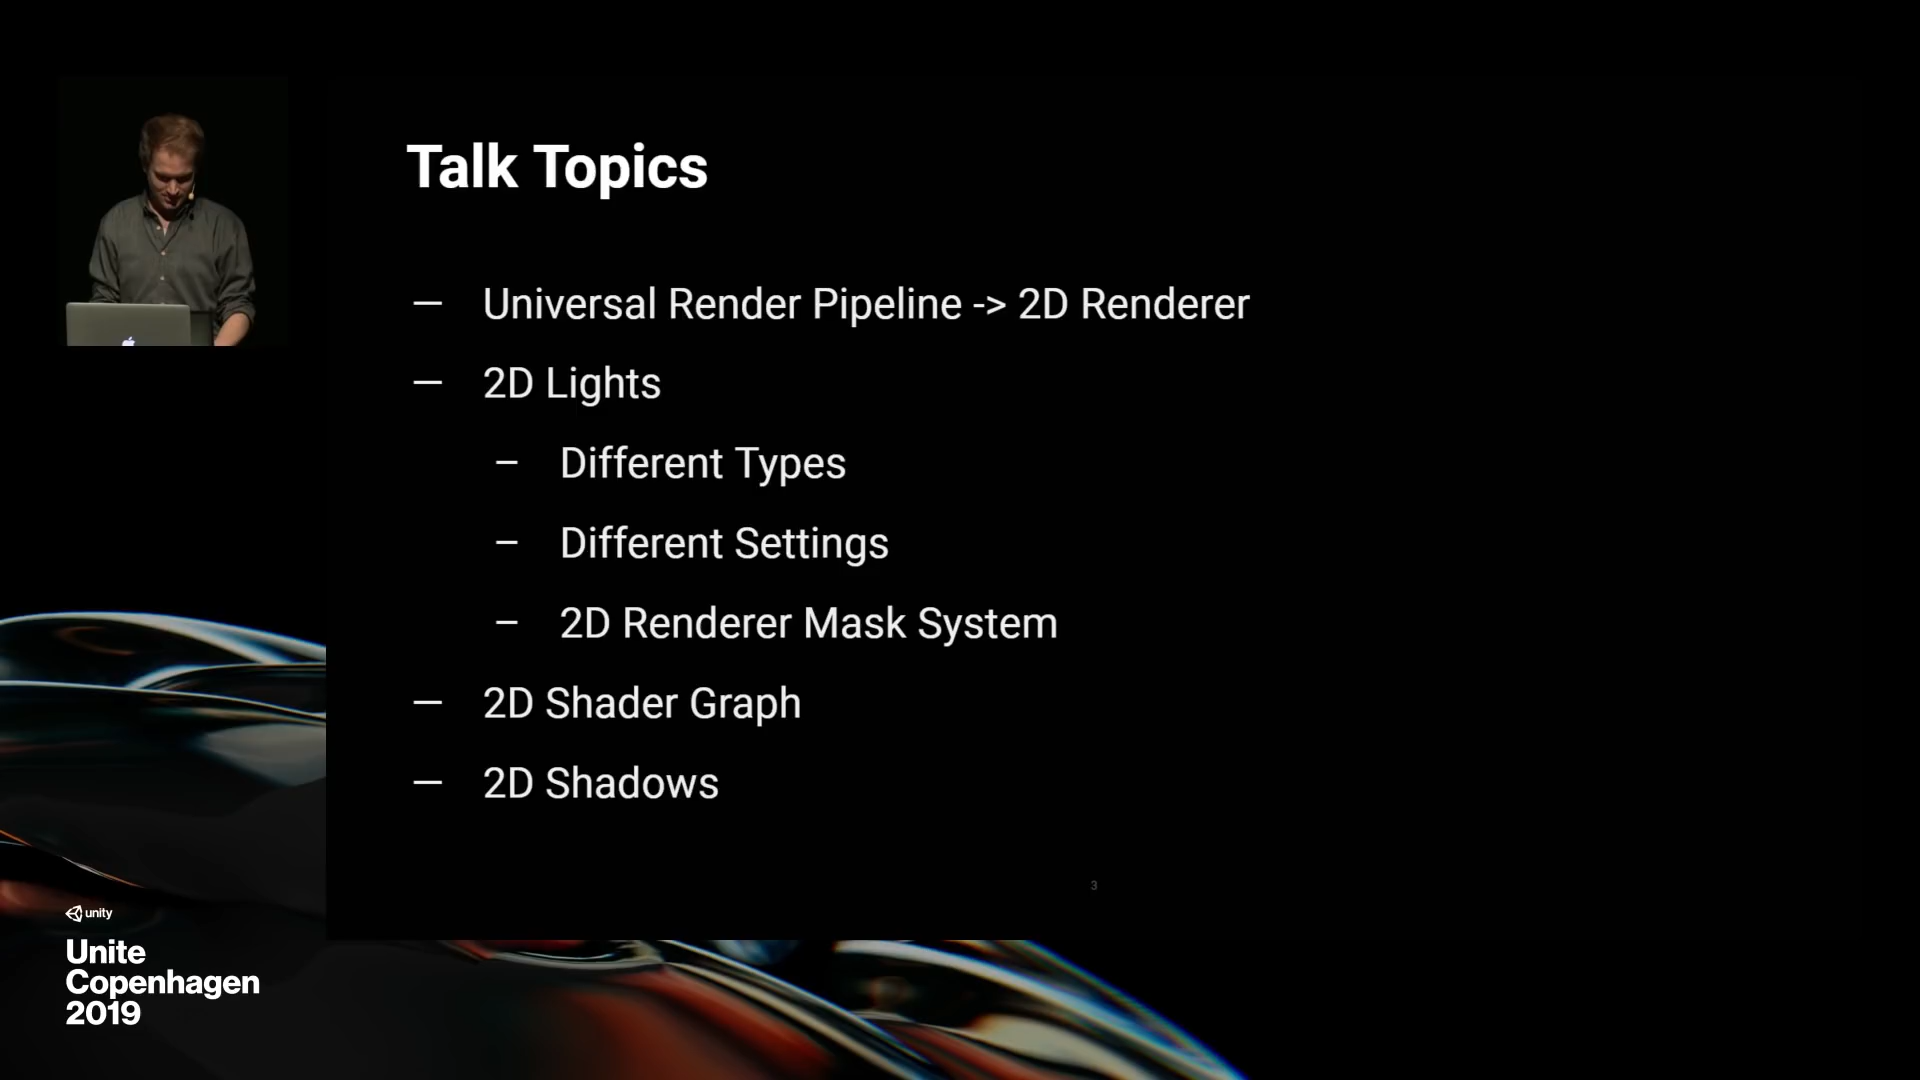 Talk Topics
— Universal Render Pipeline -> 2D Renderer
— 2D Lights
– Different Types
– Different Settings
– 2D Renderer Mask System
— 2D Shader Graph
— 2D Shadows
3
unity
Unite
Copenhagen
2019